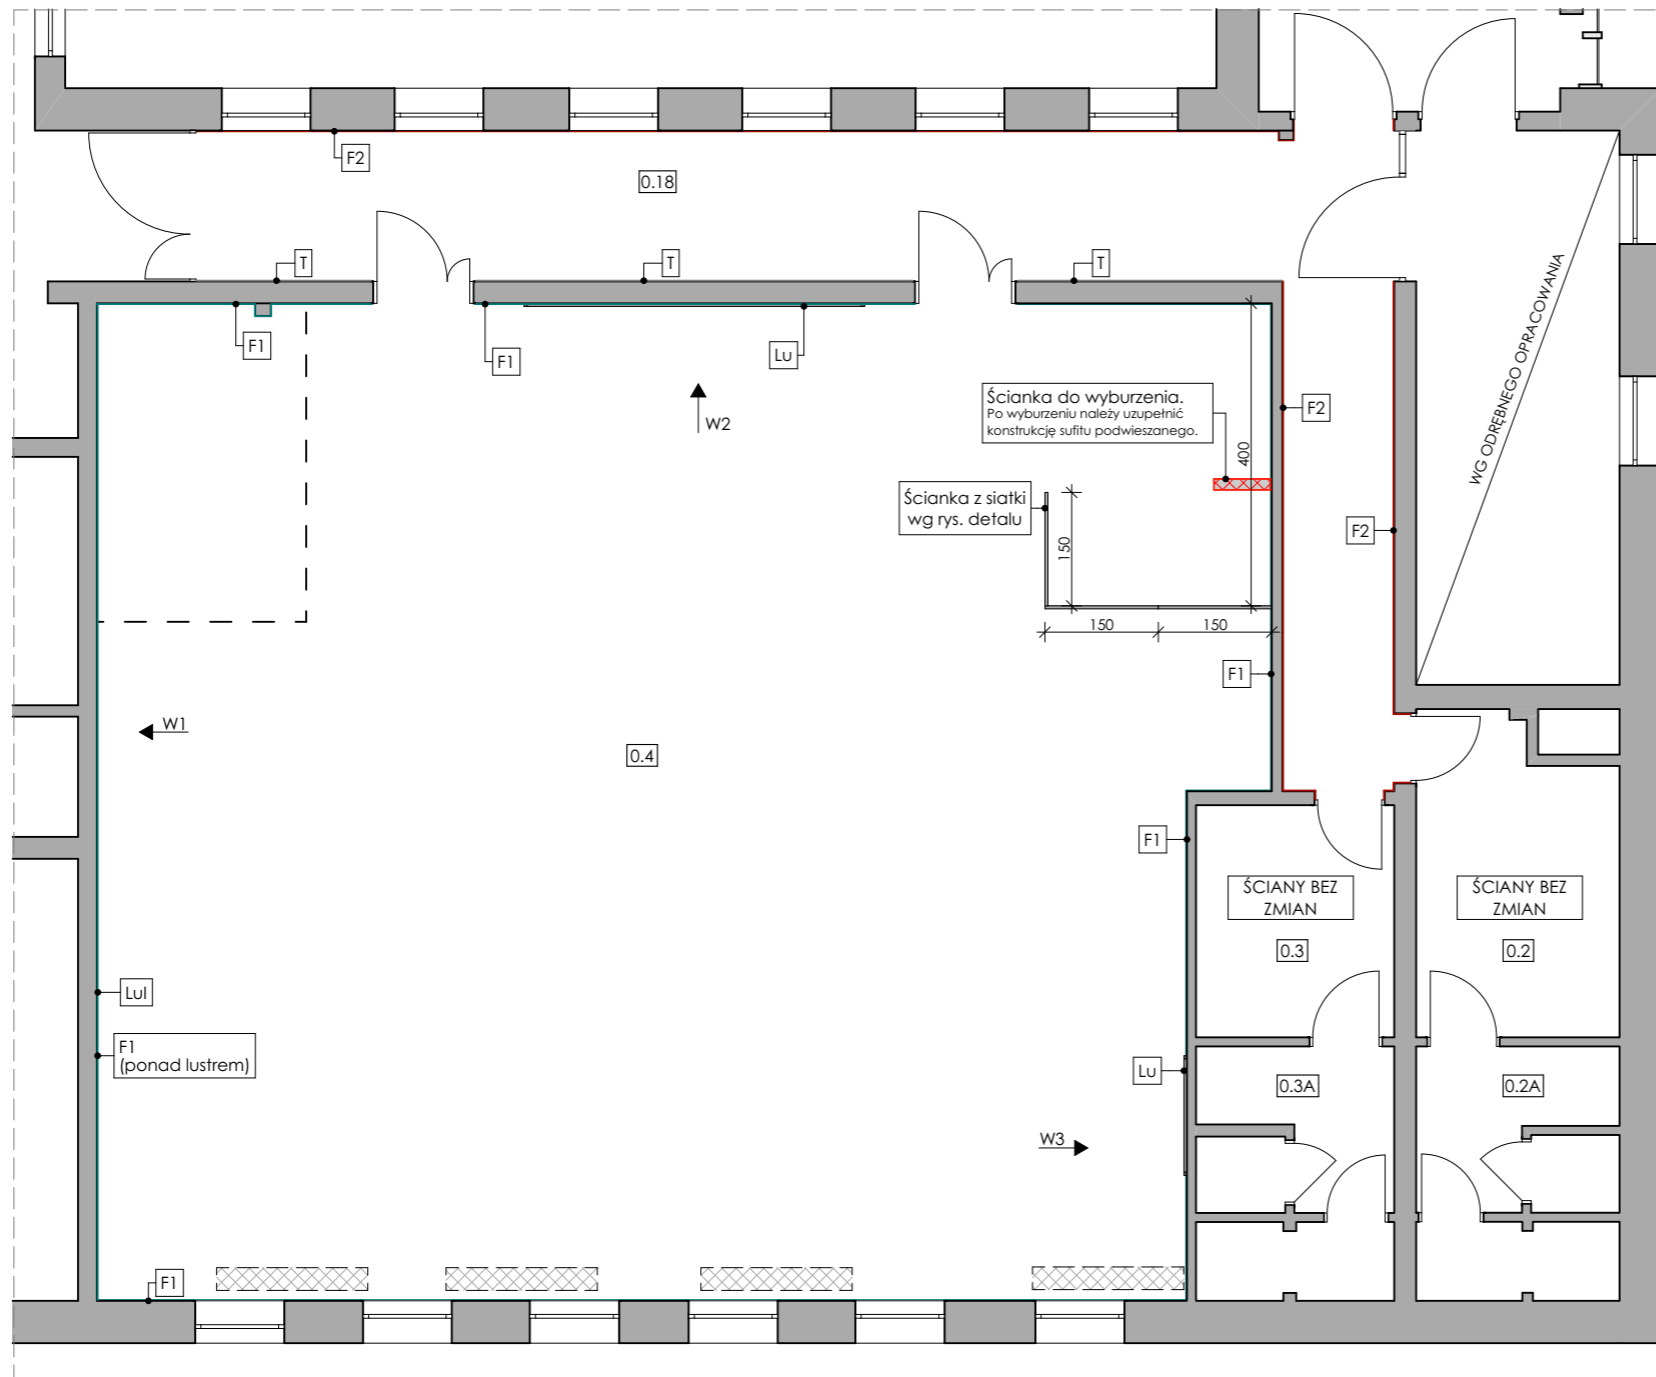 F2
0.18
T
T
T
F1
F1
Lu
W2
Ścianka do wyburzenia.
Po wyburzeniu należy uzupełnić
konstrukcję sufitu podwieszanego.
400
F2
WG ODRĘBNEGO OPRACOWANIA
Ścianka z siatki
wg rys. detalu
150
F2
150
150
F1
W1
0.4
F1
ŚCIANY BEZ
ZMIAN
0.3
ŚCIANY BEZ
ZMIAN
0.2
Lul
F1
(ponad lustrem)
Lu
0.3A
0.2A
W3
F1